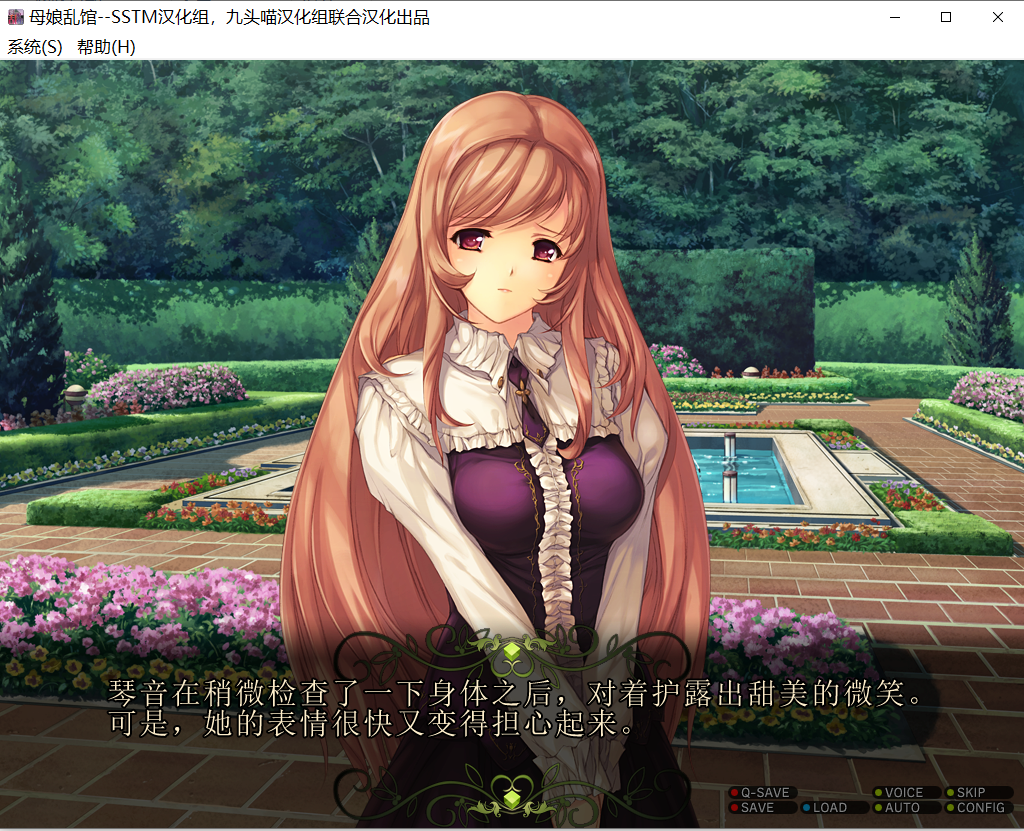 母娘乱馆--SSTM汉化组，九头喵汉化组联合汉化出品
系统(S) 帮助(H)
琴音在稍微检查了一下身体之后，对着护露出甜美的微笑。
可是，她的表情很快又变得担心起来。
Q-SAVE VOICE SKIP
SAVE LOAD AUTO CONFIG